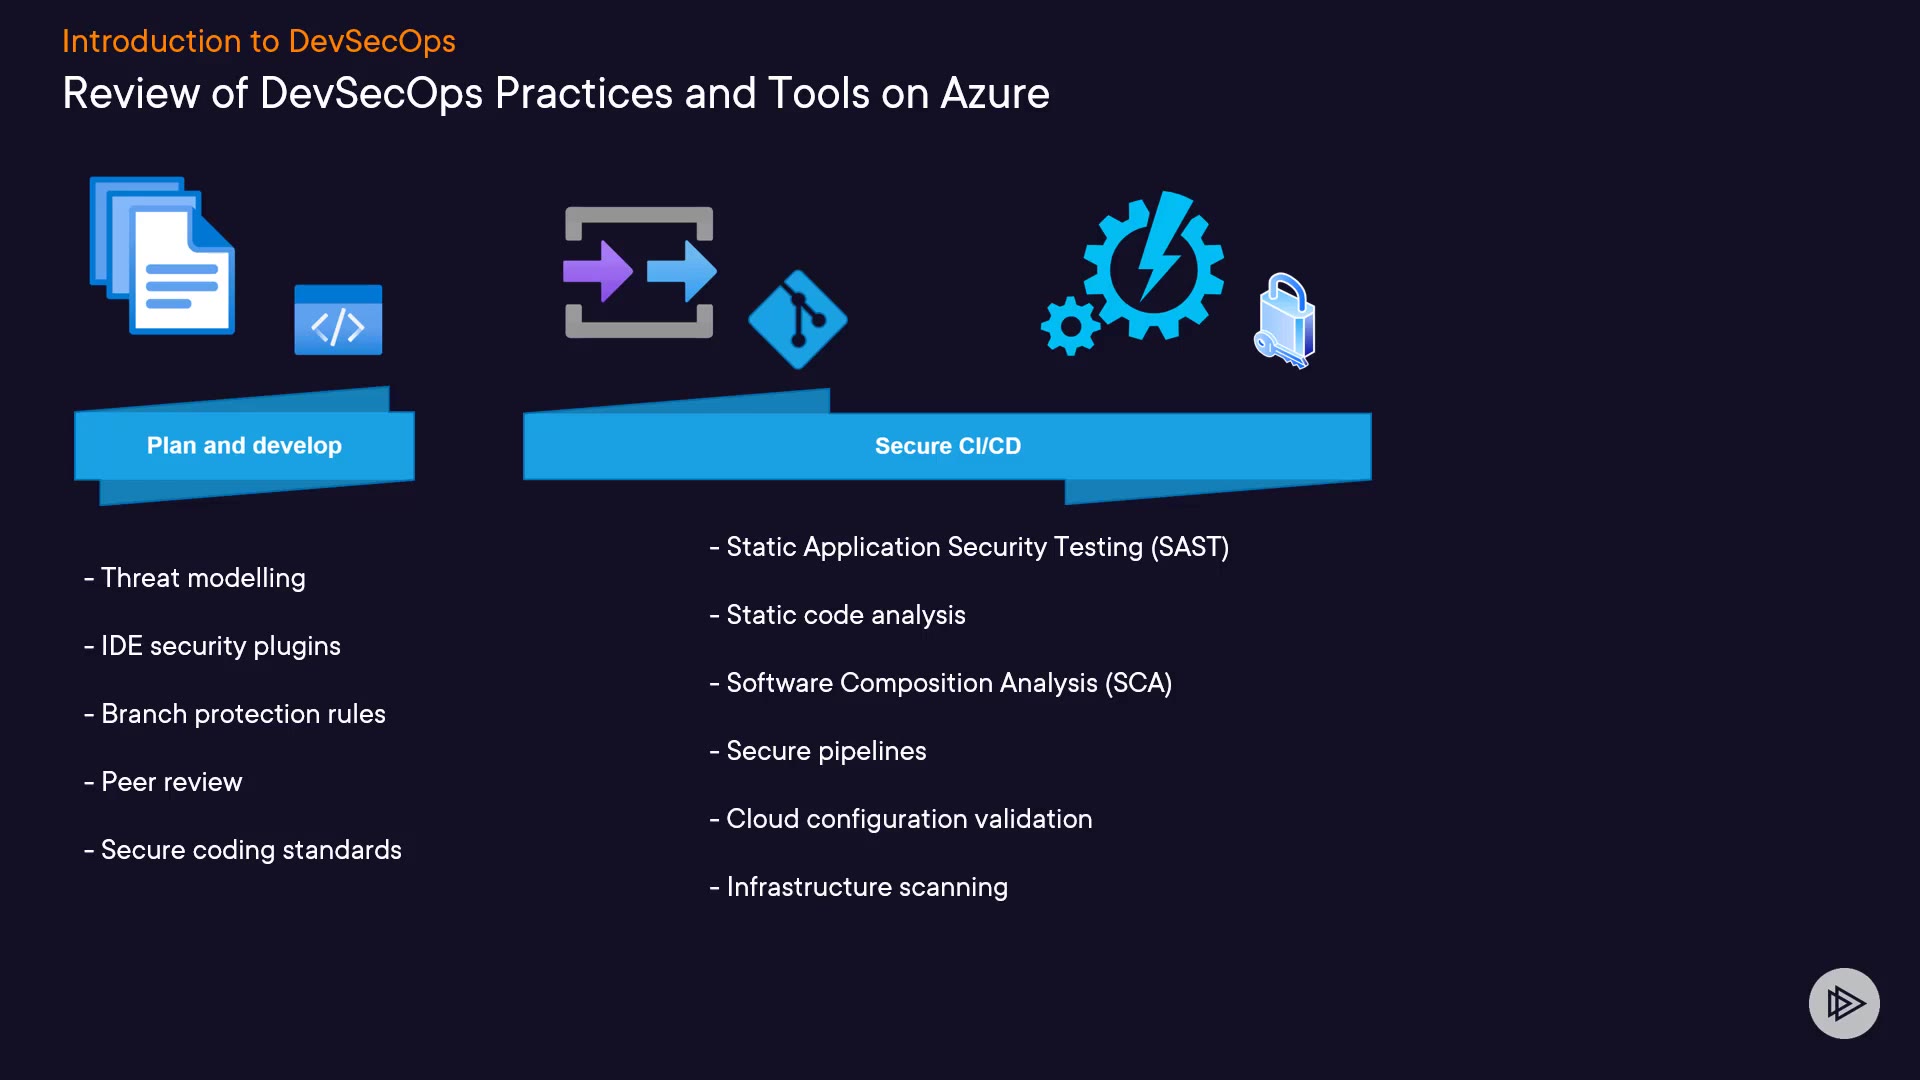 Introduction to DevSecOps
Review of DevSecOps Practices and Tools on Azure
Plan and develop
- Threat modelling
- IDE security plugins
- Branch protection rules
- Peer review
- Secure coding standards
Secure CI/CD
- Static Application Security Testing (SAST)
- Static code analysis
- Software Composition Analysis (SCA)
- Secure pipelines
- Cloud configuration validation
- Infrastructure scanning